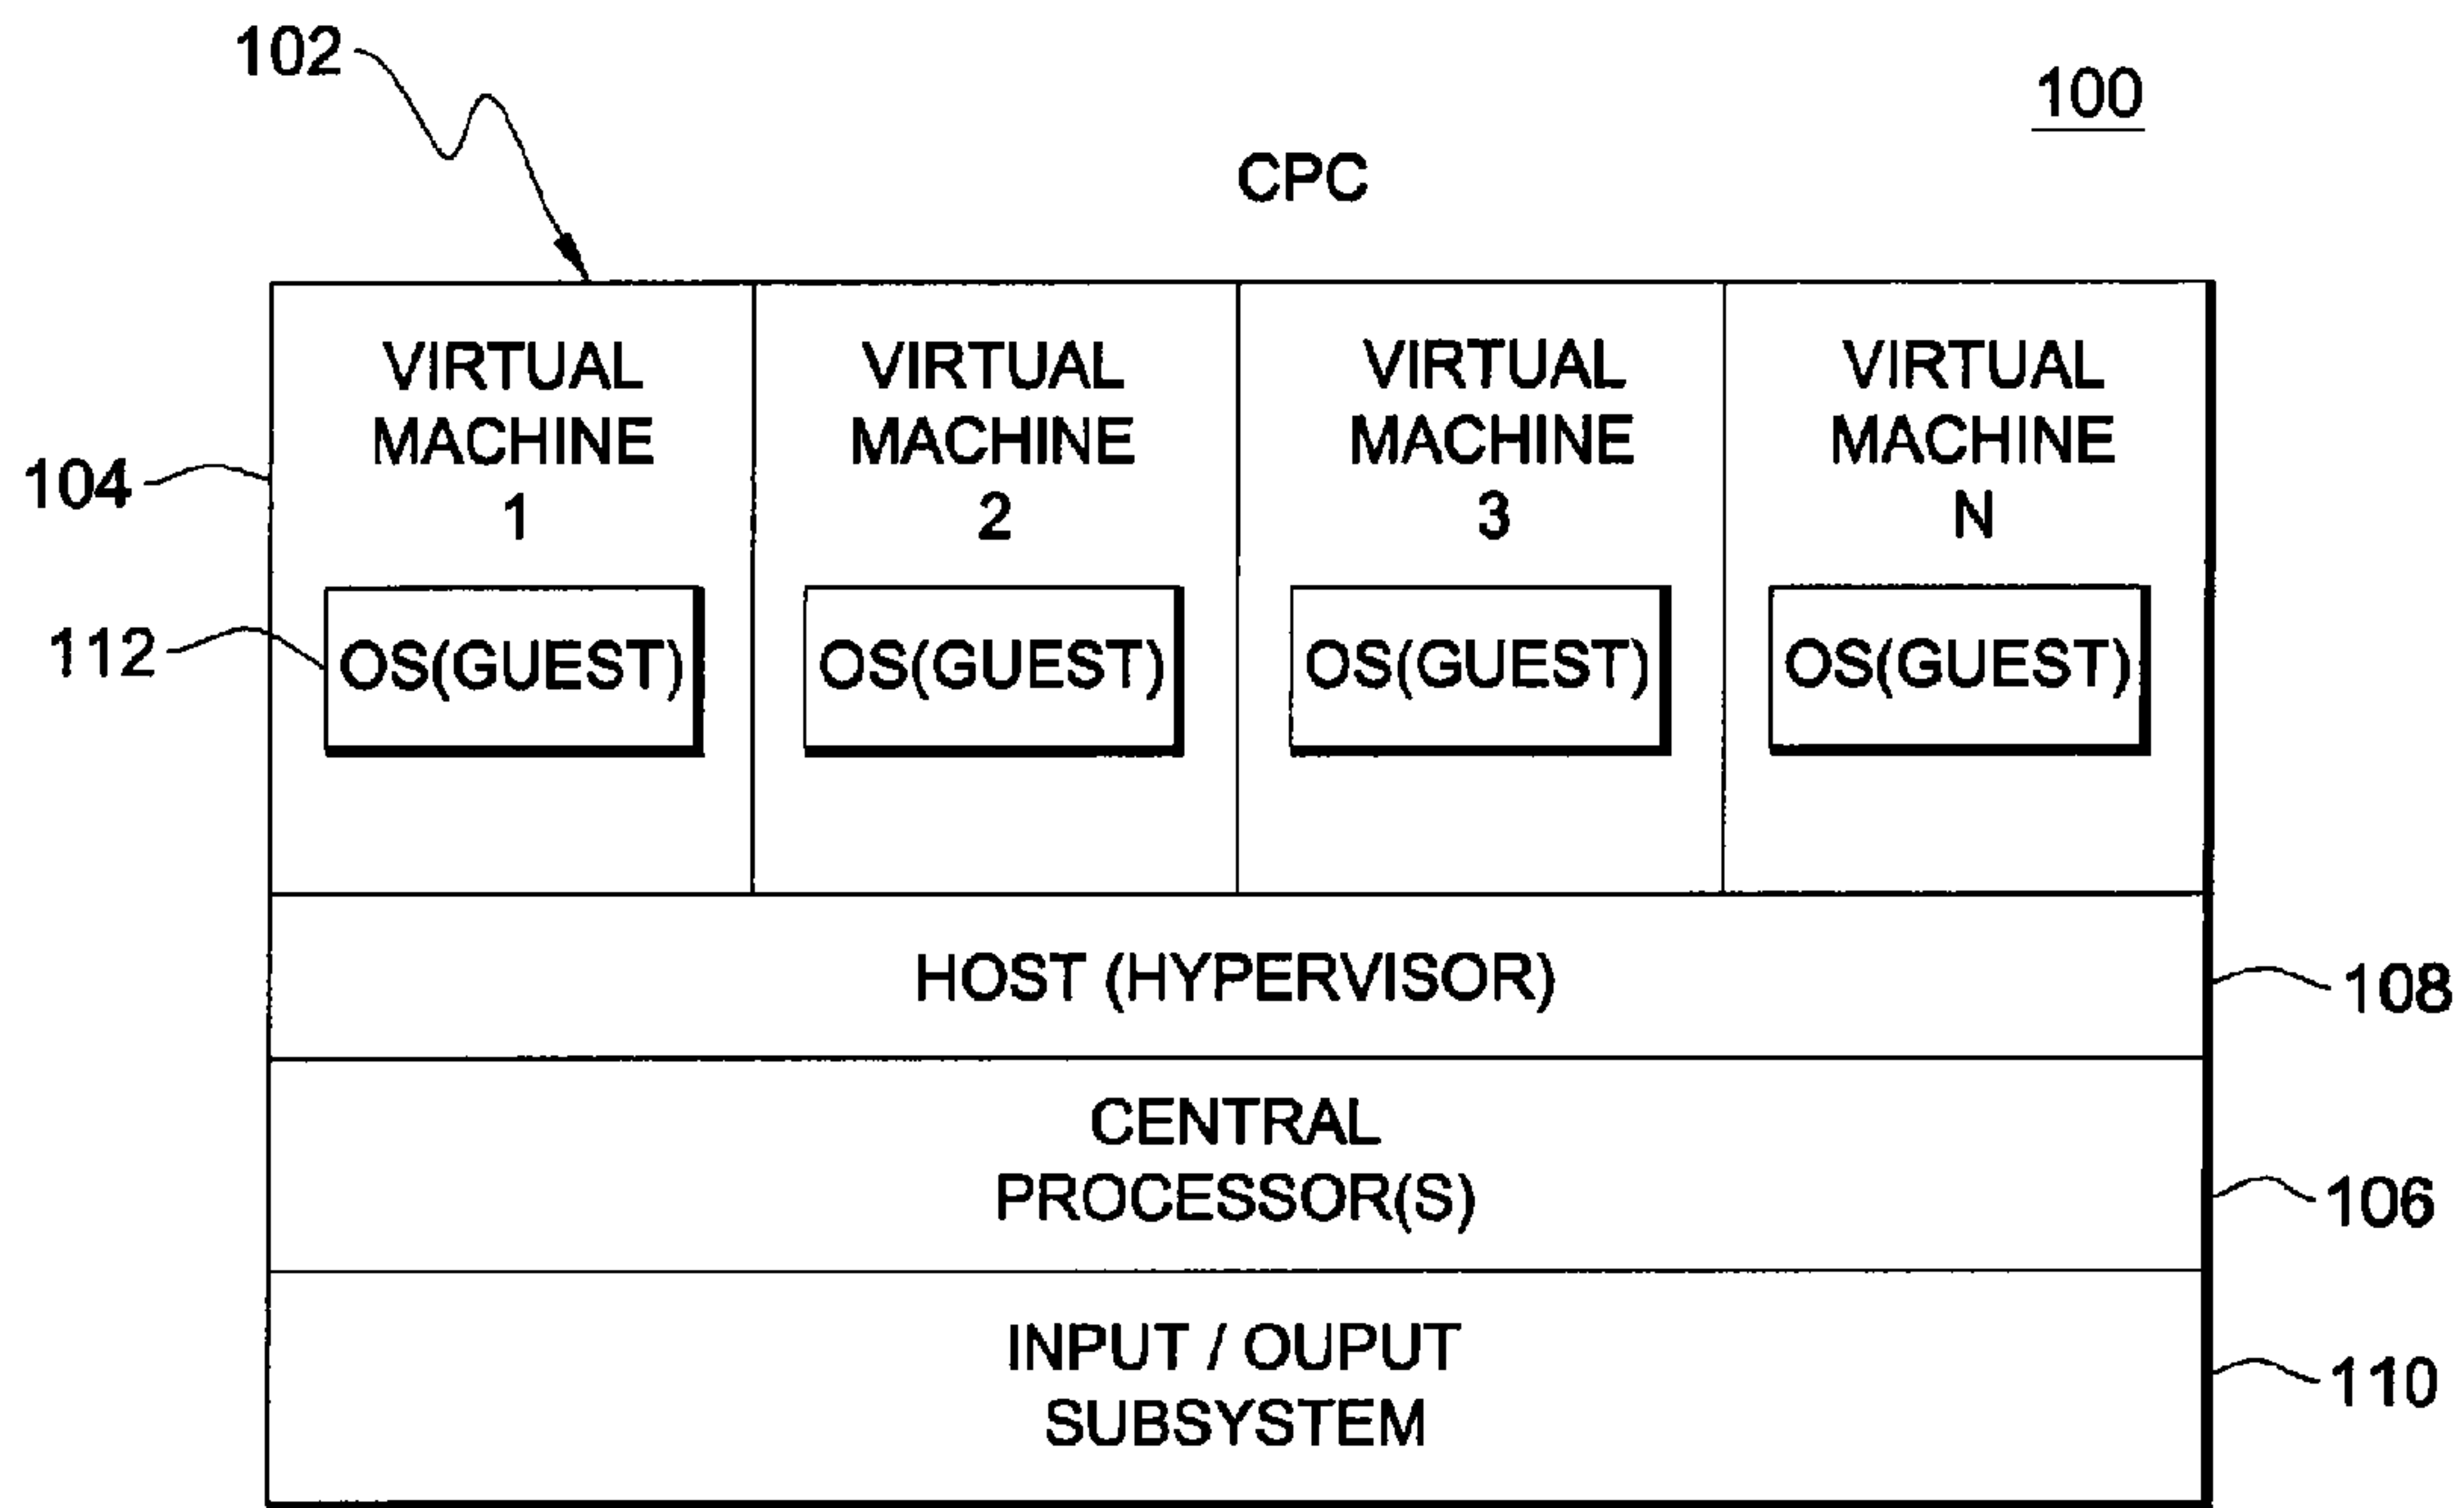 102
100
CPC
VIRTUAL
MACHINE
1
VIRTUAL
MACHINE
2
VIRTUAL
MACHINE
3
VIRTUAL
MACHINE
N
104
112
OS(GUEST)
OS(GUEST)
OS(GUEST)
OS(GUEST)
HOST (HYPERVISOR)
108
CENTRAL
PROCESSOR(S)
106
INPUT / OUPUT
SUBSYSTEM
110